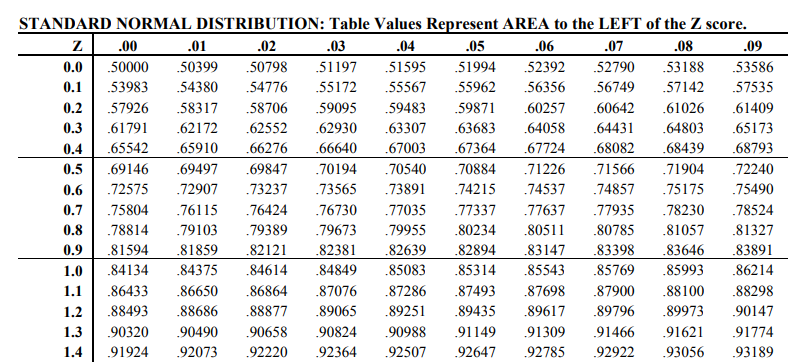 STANDARD NORMAL DISTRIBUTION: Table Values Represent AREA to the LEFT of the Z score.
Z .00 .01 .02 .03 .04 .05 .06 .07 .08 .09
0.0 .50000 .50399 .50798 .51197 .51595 .51994 .52392 .52790 .53188 .53586
0.1 .53983 .54380 .54776 .55172 .55567 .55962 .56356 .56749 .57142 .57535
0.2 .57926 .58317 .58706 .59095 .59483 .59871 .60257 .60642 .61026 .61409
0.3 .61791 .62172 .62552 .62930 .63307 .63683 .64058 .64431 .64803 .65173
0.4 .65542 .65910 .66276 .66640 .67003 .67364 .67724 .68082 .68439 .68793
0.5 .69146 .69497 .69847 .70194 .70540 .70884 .71226 .71566 .71904 .72240
0.6 .72575 .72907 .73237 .73565 .73891 .74215 .74537 .74857 .75175 .75490
0.7 .75804 .76115 .76424 .76730 .77035 .77337 .77637 .77935 .78230 .78524
0.8 .78814 .79103 .79389 .79673 .79955 .80234 .80511 .80785 .81057 .81327
0.9 .81594 .81859 .82121 .82381 .82639 .82894 .83147 .83398 .83646 .83891
1.0 .84134 .84375 .84614 .84849 .85083 .85314 .85543 .85769 .85993 .86214
1.1 .86433 .86650 .86864 .87076 .87286 .87493 .87698 .87900 .88100 .88298
1.2 .88493 .88686 .88877 .89065 .89251 .89435 .89617 .89796 .89973 .90147
1.3 .90320 .90490 .90658 .90824 .90988 .91149 .91309 .91466 .91621 .91774
1.4 .91924 .92073 .92220 .92364 .92507 .92647 .92785 .92922 .93056 .93189